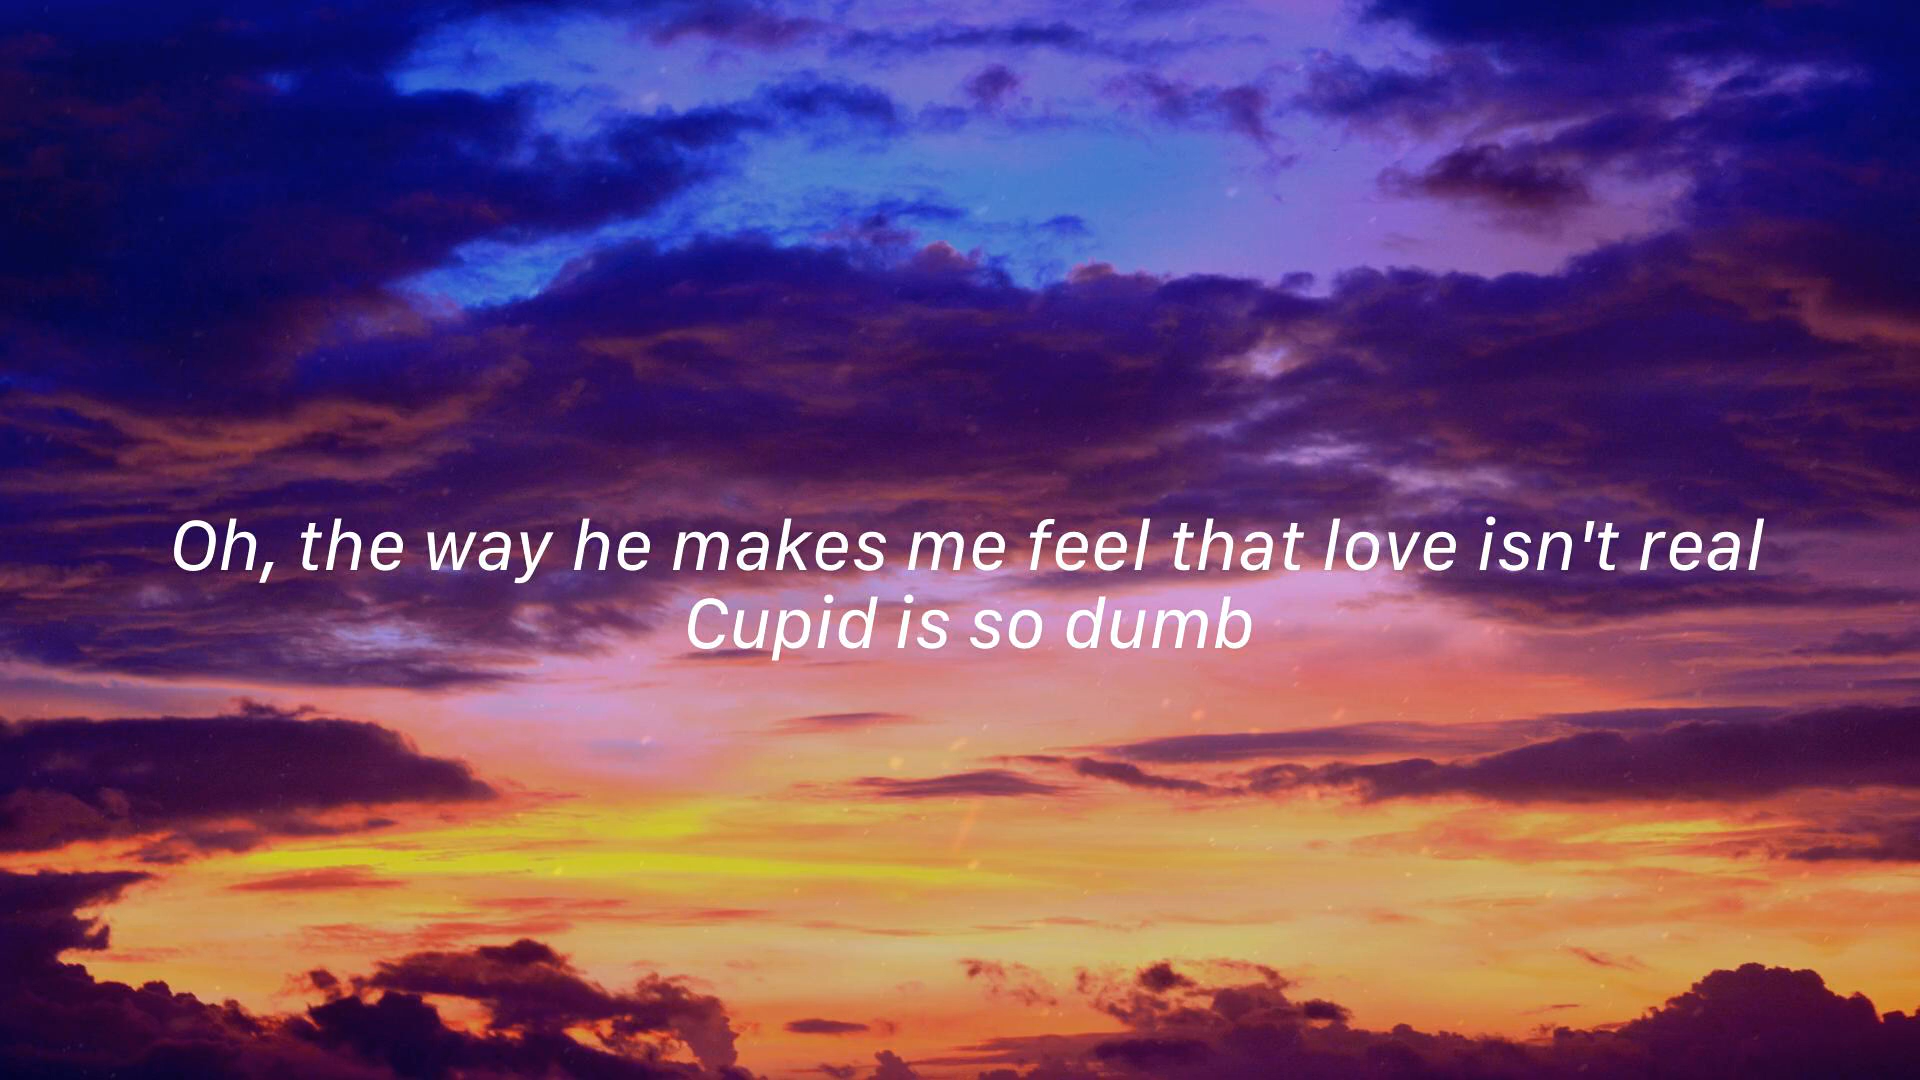 Oh, the way he makes me feel that love isn't real
Cupid is so dumb